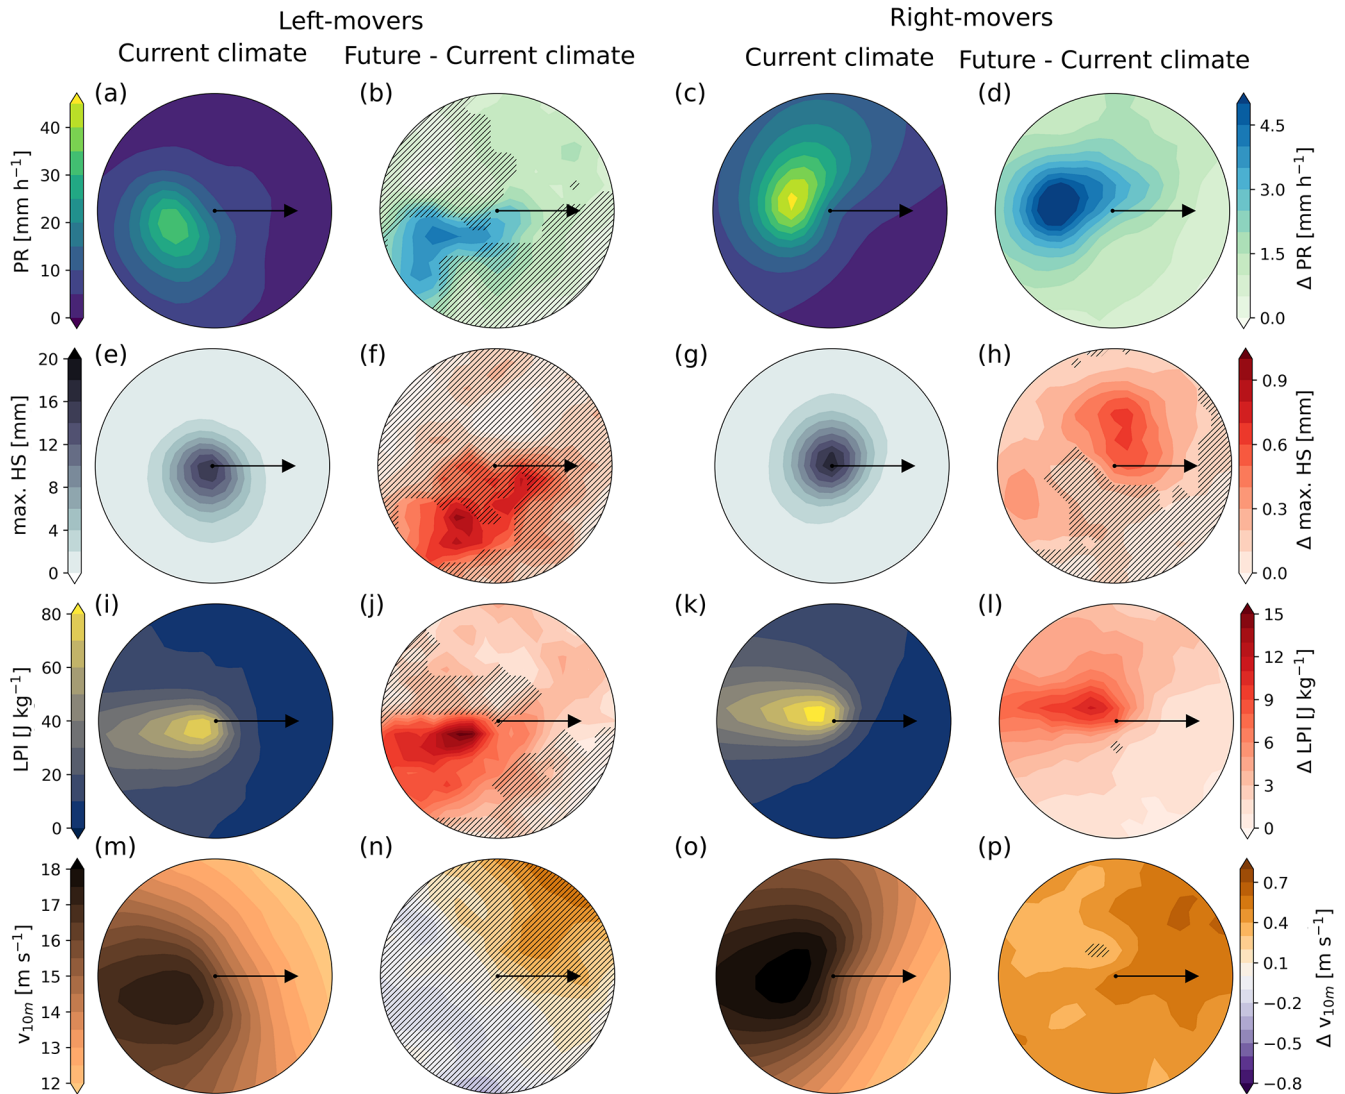 Left-movers
Right-movers
Current climate
Future - Current climate
Current climate
Future - Current climate
(a)
(b)
(c)
(d)
40
30
20
10
0
PR [mm h⁻¹]
4.5
3.0
1.5
0.0
Δ PR [mm h⁻¹]
(e)
(f)
(g)
(h)
20
16
12
8
4
0
max. HS [mm]
0.9
0.6
0.3
0.0
Δ max. HS [mm]
(i)
(j)
(k)
(l)
80
60
40
20
0
LPI [J kg⁻¹]
15
12
9
6
3
0
Δ LPI [J kg⁻¹]
(m)
(n)
(o)
(p)
18
17
16
15
14
13
12
v₁₀ₘ [m s⁻¹]
0.7
0.4
0.1
−0.2
−0.5
−0.8
Δ v₁₀ₘ [m s⁻¹]